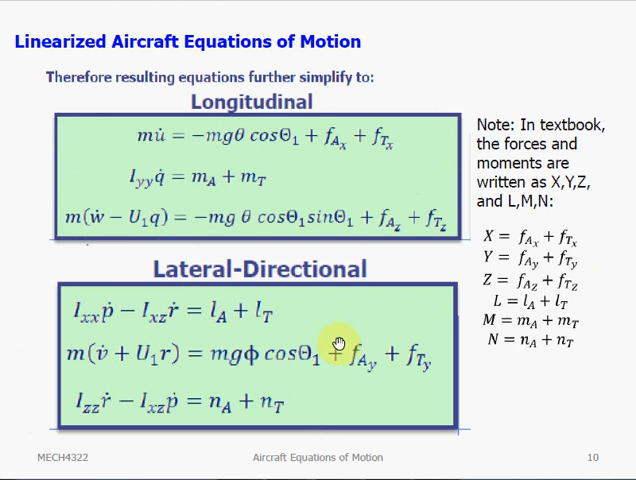 Linearized Aircraft Equations of Motion
Therefore resulting equations further simplify to:
Longitudinal
mu̇ = −mgθ cosΘ₁ + f_Aₓ + f_Tₓ
I_yy q̇ = m_A + m_T
m(ẇ − U₁q) = −mg θ cosΘ₁sinΘ₁ + f_A_z + f_T_z
Lateral-Directional
Iₓₓṗ − I_xz ṙ = l_A + l_T
m(v̇ + U₁r) = mgϕ cosΘ₁ + f_A_y + f_T_y
I_zz ṙ − I_xz ṗ = n_A + n_T
Note: In textbook,
the forces and
moments are
written as X,Y,Z,
and L,M,N:
X = f_Aₓ + f_Tₓ
Y = f_A_y + f_T_y
Z = f_A_z + f_T_z
L = l_A + l_T
M = m_A + m_T
N = n_A + n_T
MECH4322
Aircraft Equations of Motion
10